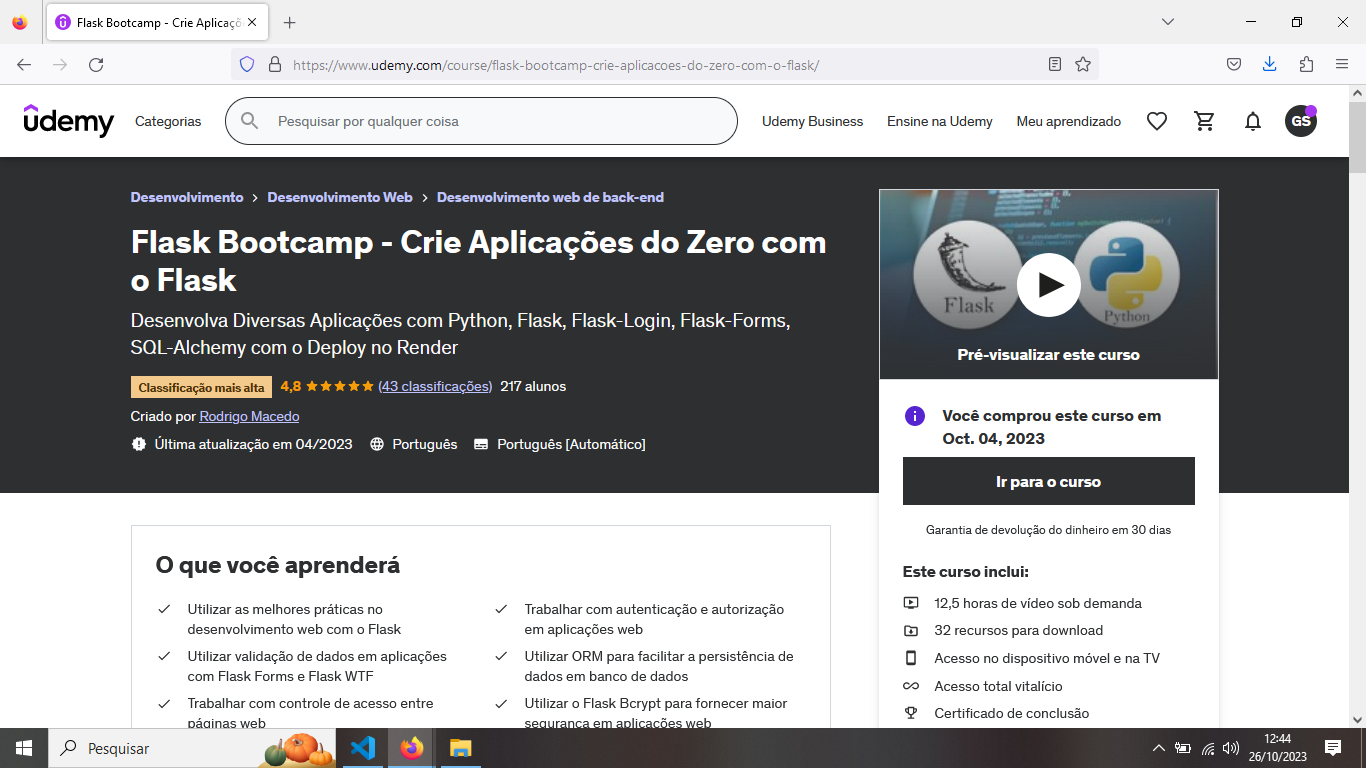 Flask Bootcamp - Crie Aplicaçõ
https://www.udemy.com/course/flask-bootcamp-crie-aplicacoes-do-zero-com-o-flask/
udemy
Categorias
Pesquisar por qualquer coisa
Udemy Business
Ensine na Udemy
Meu aprendizado
GS
Desenvolvimento > Desenvolvimento Web > Desenvolvimento web de back-end
Flask Bootcamp - Crie Aplicações do Zero com
o Flask
Desenvolva Diversas Aplicações com Python, Flask, Flask-Login, Flask-Forms,
SQL-Alchemy com o Deploy no Render
Classificação mais alta 4,8 (43 classificações) 217 alunos
Criado por Rodrigo Macedo
Última atualização em 04/2023 Português Português [Automático]
Flask
Python
Pré-visualizar este curso
Você comprou este curso em
Oct. 04, 2023
Ir para o curso
Garantia de devolução do dinheiro em 30 dias
Este curso inclui:
12,5 horas de vídeo sob demanda
32 recursos para download
Acesso no dispositivo móvel e na TV
Acesso total vitalício
Certificado de conclusão
O que você aprenderá
Utilizar as melhores práticas no
desenvolvimento web com o Flask
Utilizar validação de dados em aplicações
com Flask Forms e Flask WTF
Trabalhar com controle de acesso entre
páginas web
Trabalhar com autenticação e autorização
em aplicações web
Utilizar ORM para facilitar a persistência de
dados em banco de dados
Utilizar o Flask Bcrypt para fornecer maior
segurança em aplicações web
Pesquisar
12:44
26/10/2023